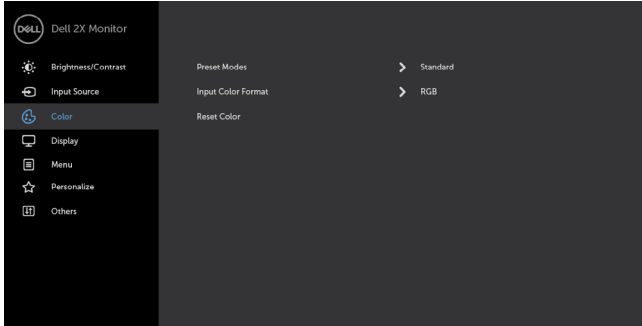 DELL Dell 2X Monitor
Brightness/Contrast
Input Source
Color
Display
Menu
Personalize
Others
Preset Modes Standard
Input Color Format RGB
Reset Color